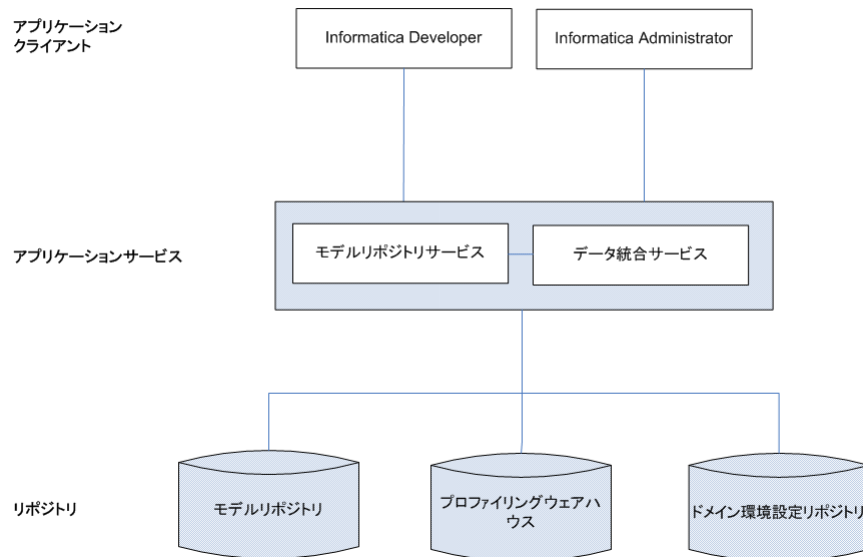 アプリケーション
クライアント
Informatica Developer
Informatica Administrator
アプリケーションサービス
モデルリポジトリサービス
データ統合サービス
リポジトリ
モデルリポジトリ
プロファイリングウェアハ
ウス
ドメイン環境設定リポジトリ